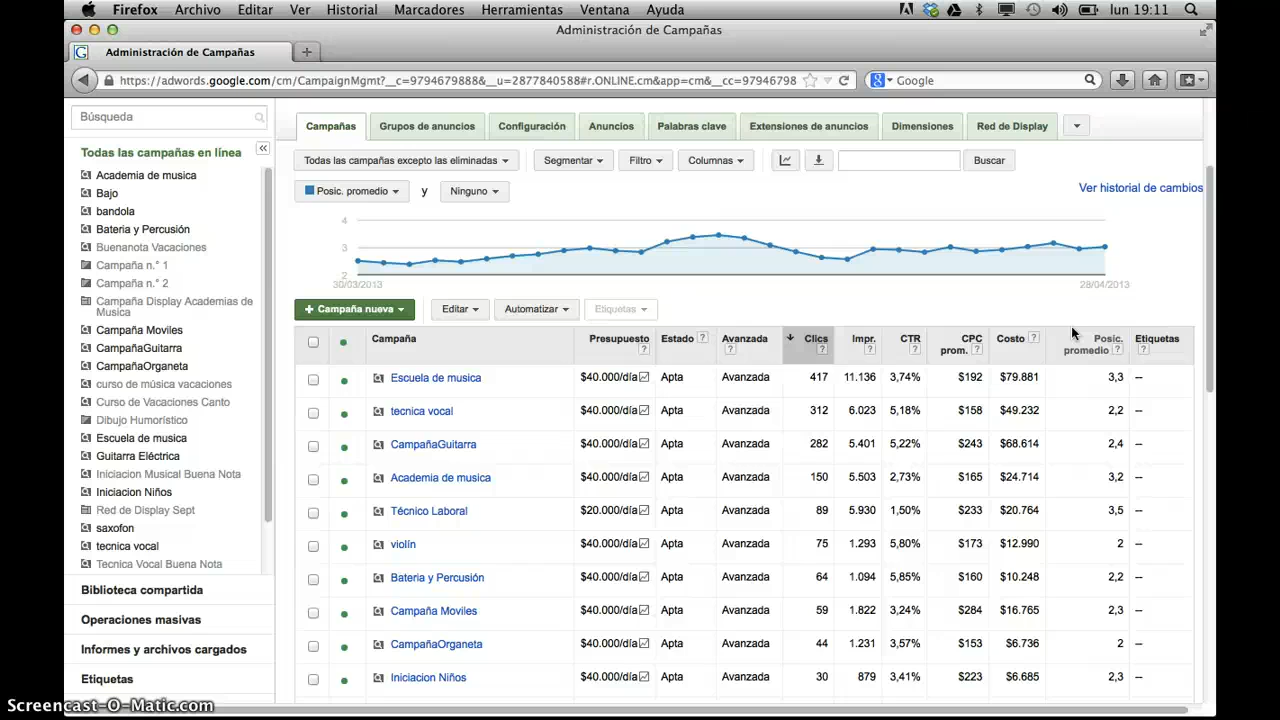 Firefox Archivo Editar Ver Historial Marcadores Herramientas Ventana Ayuda lun 19:11
Administración de Campañas
Administración de Campañas
https://adwords.google.com/cm/CampaignMgmt?__c=9794679888&__u=2877840588#r.ONLINE.cm&app=cm&__cc=97946798 Google
Búsqueda
Todas las campañas en línea
Academia de musica
Bajo
bandola
Bateria y Percusión
Buenanota Vacaciones
Campaña n.° 1
Campaña n.° 2
Campaña Display Academias de
Musica
Campaña Moviles
CampañaGuitarra
CampañaOrganeta
curso de música vacaciones
Curso de Vacaciones Canto
Dibujo Humorístico
Escuela de musica
Guitarra Eléctrica
Iniciacion Musical Buena Nota
Iniciacion Niños
Red de Display Sept
saxofon
tecnica vocal
Tecnica Vocal Buena Nota
Biblioteca compartida
Operaciones masivas
Informes y archivos cargados
Etiquetas
Campañas Grupos de anuncios Configuración Anuncios Palabras clave Extensiones de anuncios Dimensiones Red de Display
Todas las campañas excepto las eliminadas Segmentar Filtro Columnas Buscar
Posic. promedio y Ninguno Ver historial de cambios
4
3
2
30/03/2013 28/04/2013
+ Campaña nueva Editar Automatizar Etiquetas
Campaña Presupuesto ? Estado ? Avanzada ? Clics ? Impr. ? CTR ? CPC prom. ? Costo ? Posic. promedio ? Etiquetas ?
Escuela de musica $40.000/día Apta Avanzada 417 11.136 3,74% $192 $79.881 3,3 --
tecnica vocal $40.000/día Apta Avanzada 312 6.023 5,18% $158 $49.232 2,2 --
CampañaGuitarra $40.000/día Apta Avanzada 282 5.401 5,22% $243 $68.614 2,4 --
Academia de musica $40.000/día Apta Avanzada 150 5.503 2,73% $165 $24.714 3,2 --
Técnico Laboral $20.000/día Apta Avanzada 89 5.930 1,50% $233 $20.764 3,5 --
violín $40.000/día Apta Avanzada 75 1.293 5,80% $173 $12.990 2 --
Bateria y Percusión $40.000/día Apta Avanzada 64 1.094 5,85% $160 $10.248 2,2 --
Campaña Moviles $40.000/día Apta Avanzada 59 1.822 3,24% $284 $16.765 2,3 --
CampañaOrganeta $40.000/día Apta Avanzada 44 1.231 3,57% $153 $6.736 2 --
Iniciacion Niños $40.000/día Apta Avanzada 30 879 3,41% $223 $6.685 2,3 --
Screencast-O-Matic.com